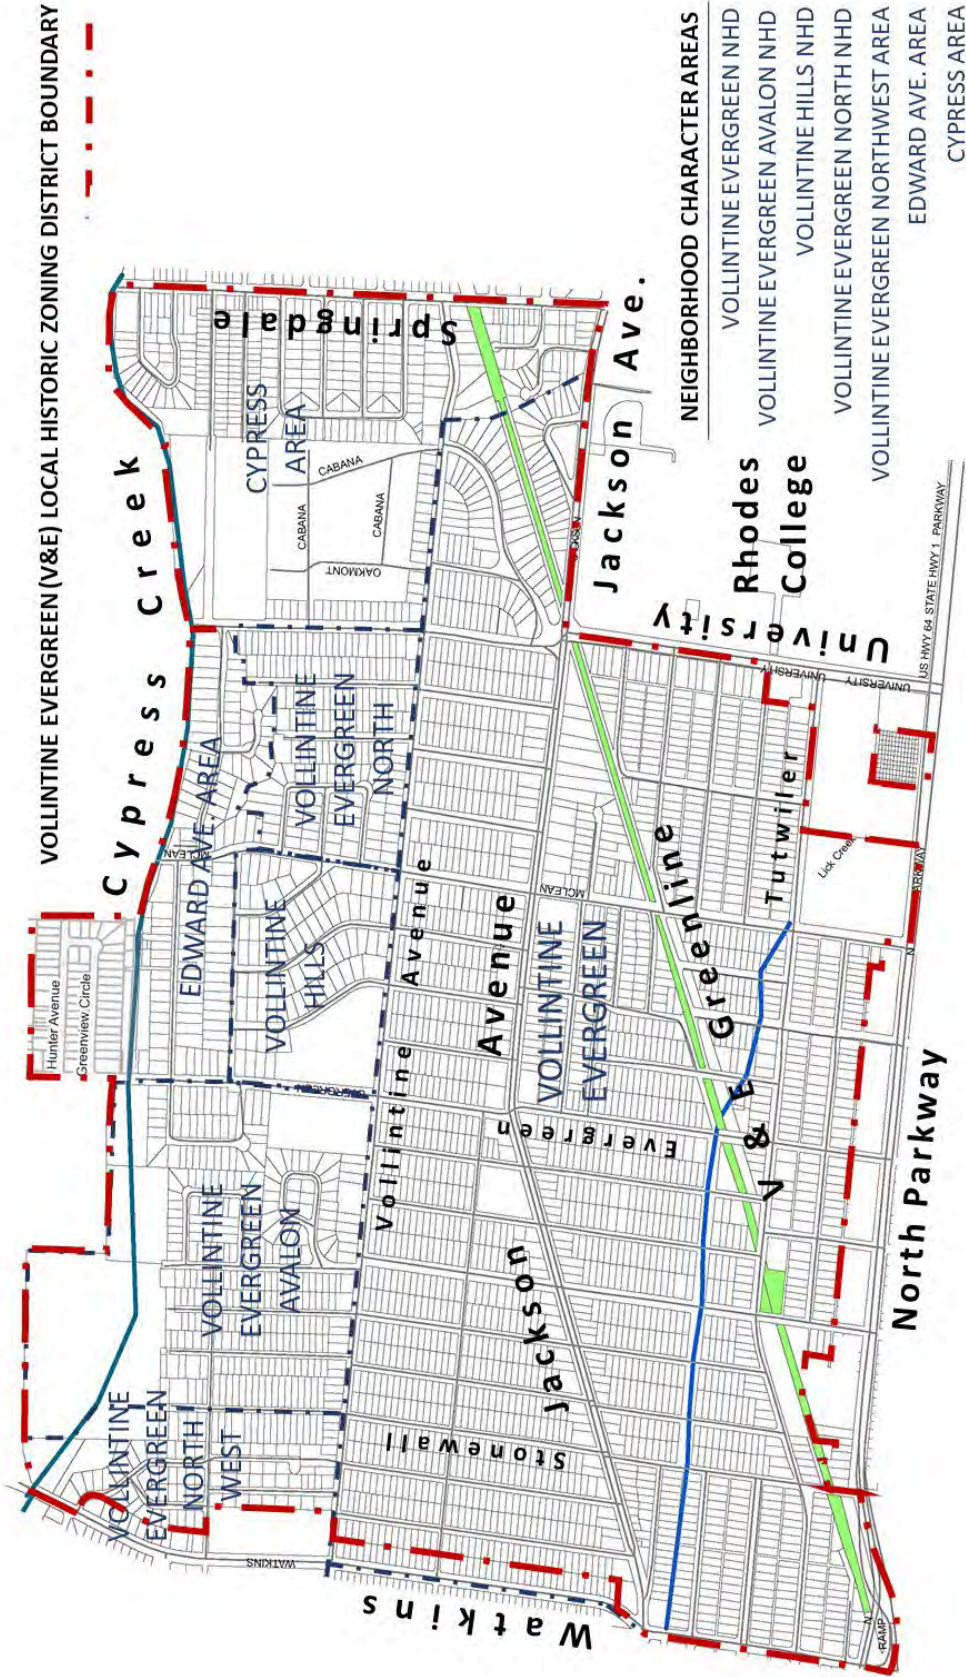 VOLLINTINE EVERGREEN (V&E) LOCAL HISTORIC ZONING DISTRICT BOUNDARY
NEIGHBORHOOD CHARACTER AREAS
VOLLINTINE EVERGREEN NHD
VOLLINTINE EVERGREEN AVALON NHD
VOLLINTINE HILLS NHD
VOLLINTINE EVERGREEN NORTH NHD
VOLLINTINE EVERGREEN NORTHWEST AREA
EDWARD AVE. AREA
CYPRESS AREA
Hunter Avenue
Greenview Circle
Cypress Creek
VOLLINTINE
EVERGREEN
NORTH
WEST
VOLLINTINE
EVERGREEN
AVALON
EDWARD AVE. AREA
MCLEAN
VOLLINTINE
HILLS
VOLLINTINE
EVERGREEN
NORTH
CYPRESS
AREA
CABANA
CABANA
CABANA
OAKMONT
Springdale
WATKINS
Watkins
EVERGREEN
Vollintine Avenue
Stonewall
Jackson Avenue
Evergreen
VOLLINTINE
EVERGREEN
MCLEAN
JACKSON
Jackson Ave.
University
Rhodes
College
UNIVERSITY
UNIVERSITY
V & E Greenline
Tutwiler
Lick Creek
North Parkway
N
PARKWAY
US HWY 64 STATE HWY 1 PARKWAY
N
RAMP